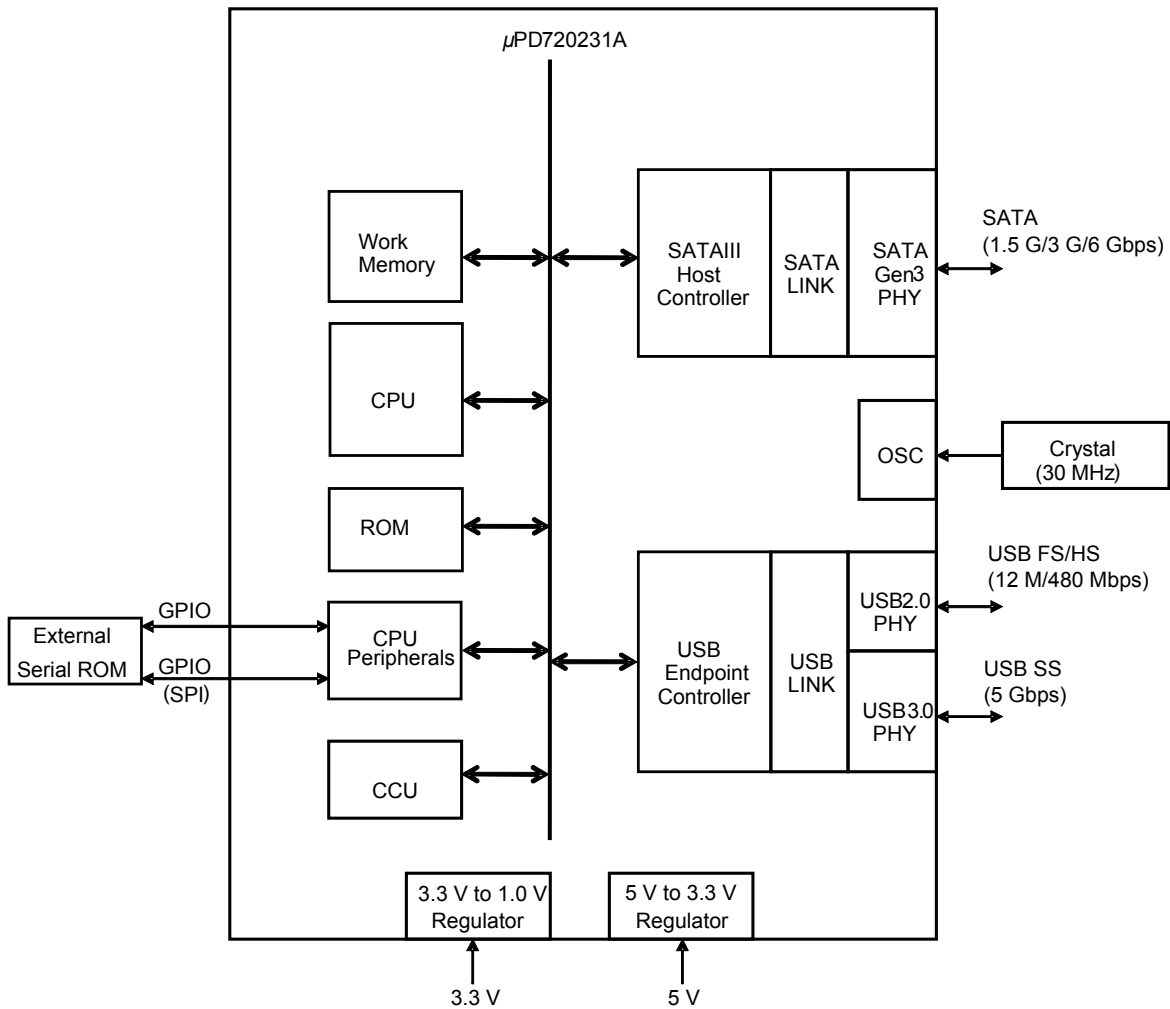 µPD720231A
Work
Memory
CPU
ROM
CPU
Peripherals
CCU
SATAIII
Host
Controller
SATA
LINK
SATA
Gen3
PHY
SATA
(1.5 G/3 G/6 Gbps)
OSC
Crystal
(30 MHz)
USB
Endpoint
Controller
USB
LINK
USB2.0
PHY
USB3.0
PHY
USB FS/HS
(12 M/480 Mbps)
USB SS
(5 Gbps)
External
Serial ROM
GPIO
GPIO
(SPI)
3.3 V to 1.0 V
Regulator
5 V to 3.3 V
Regulator
3.3 V
5 V